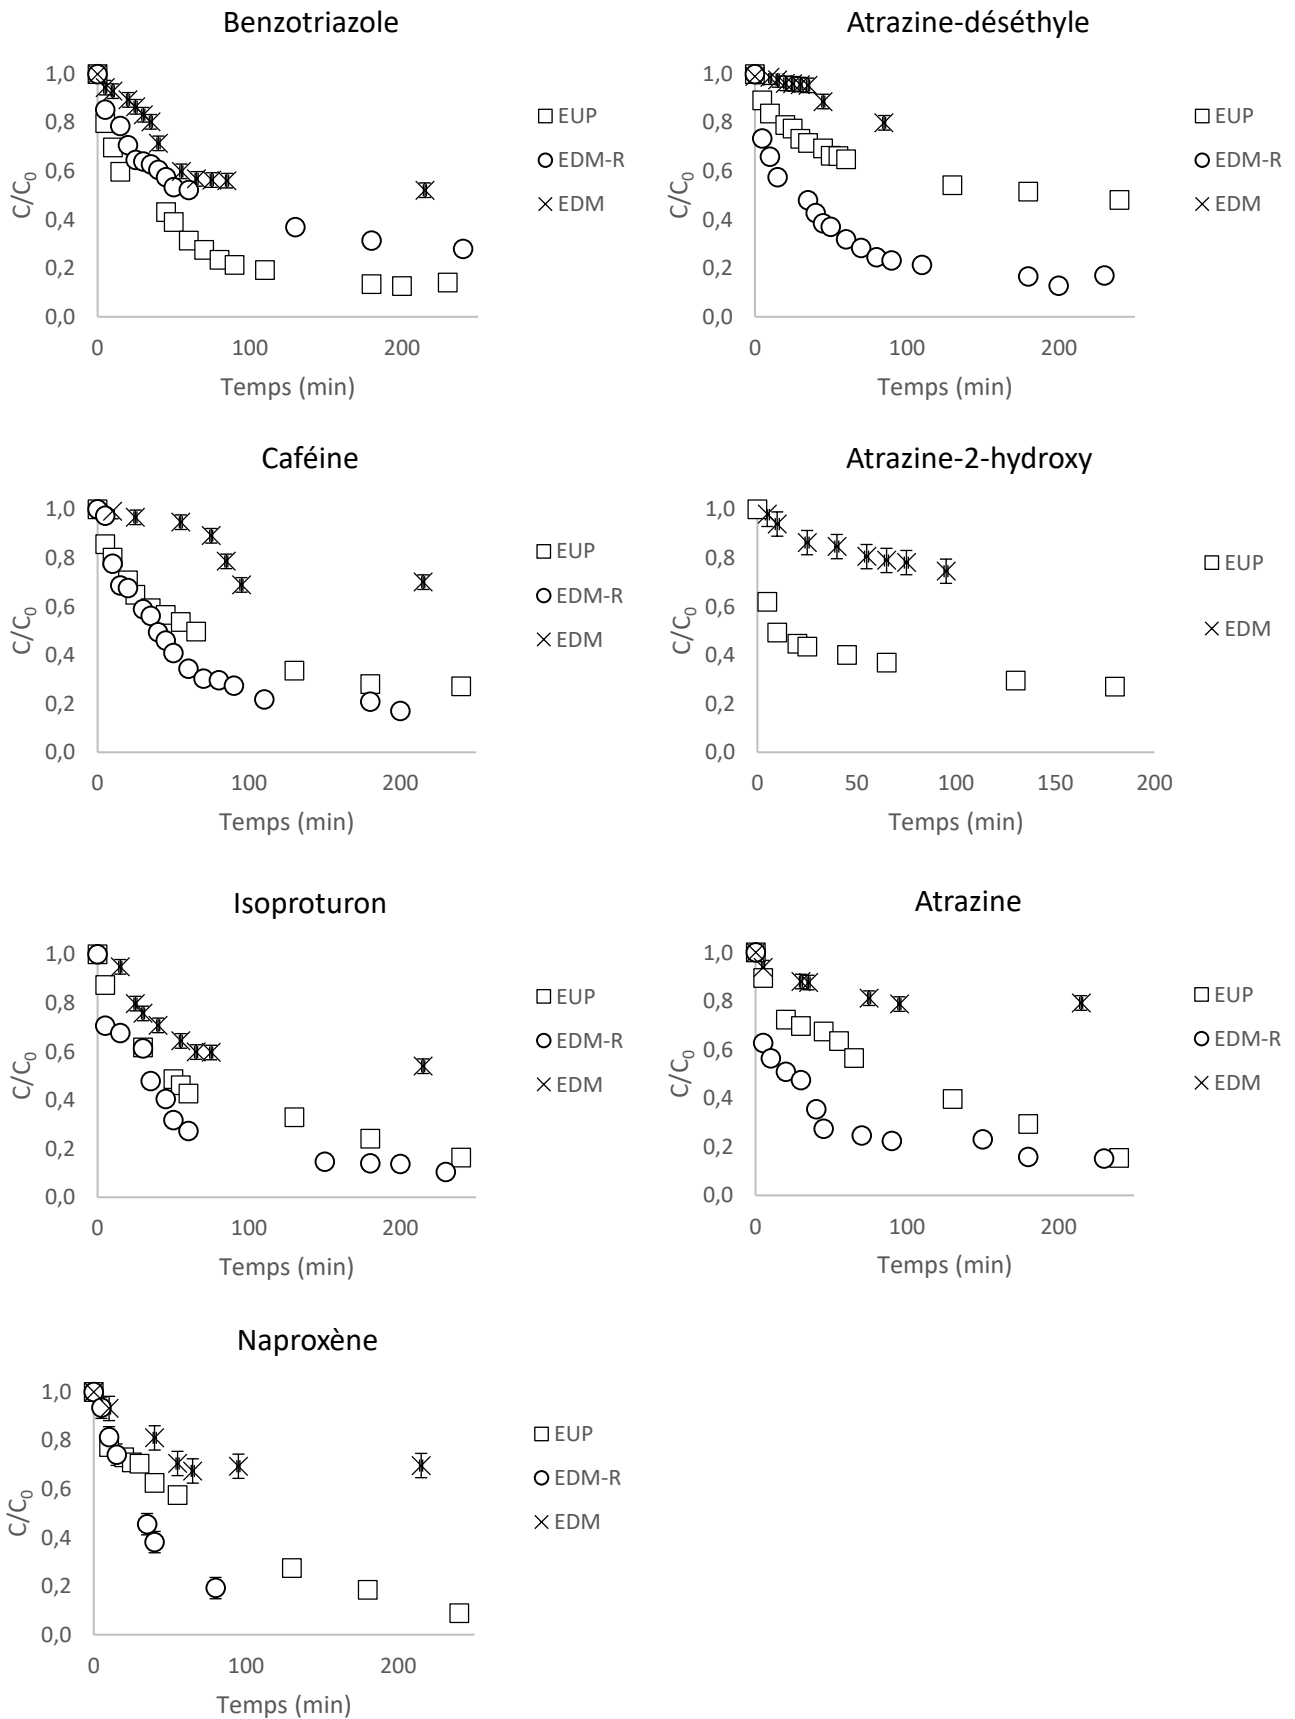 Benzotriazole
1,0
0,8
0,6
0,4
0,2
0,0
C/C₀
0 100 200
Temps (min)
EUP
EDM-R
EDM
Atrazine-déséthyle
1,0
0,8
0,6
0,4
0,2
0,0
C/C₀
0 100 200
Temps (min)
EUP
EDM-R
EDM
Caféine
1,0
0,8
0,6
0,4
0,2
0,0
C/C₀
0 100 200
Temps (min)
EUP
EDM-R
EDM
Atrazine-2-hydroxy
1,0
0,8
0,6
0,4
0,2
0,0
C/C₀
0 50 100 150 200
Temps (min)
EUP
EDM
Isoproturon
1,0
0,8
0,6
0,4
0,2
0,0
C/C₀
0 100 200
Temps (min)
EUP
EDM-R
EDM
Atrazine
1,0
0,8
0,6
0,4
0,2
0,0
C/C₀
0 100 200
Temps (min)
EUP
EDM-R
EDM
Naproxène
1,0
0,8
0,6
0,4
0,2
0,0
C/C₀
0 100 200
Temps (min)
EUP
EDM-R
EDM